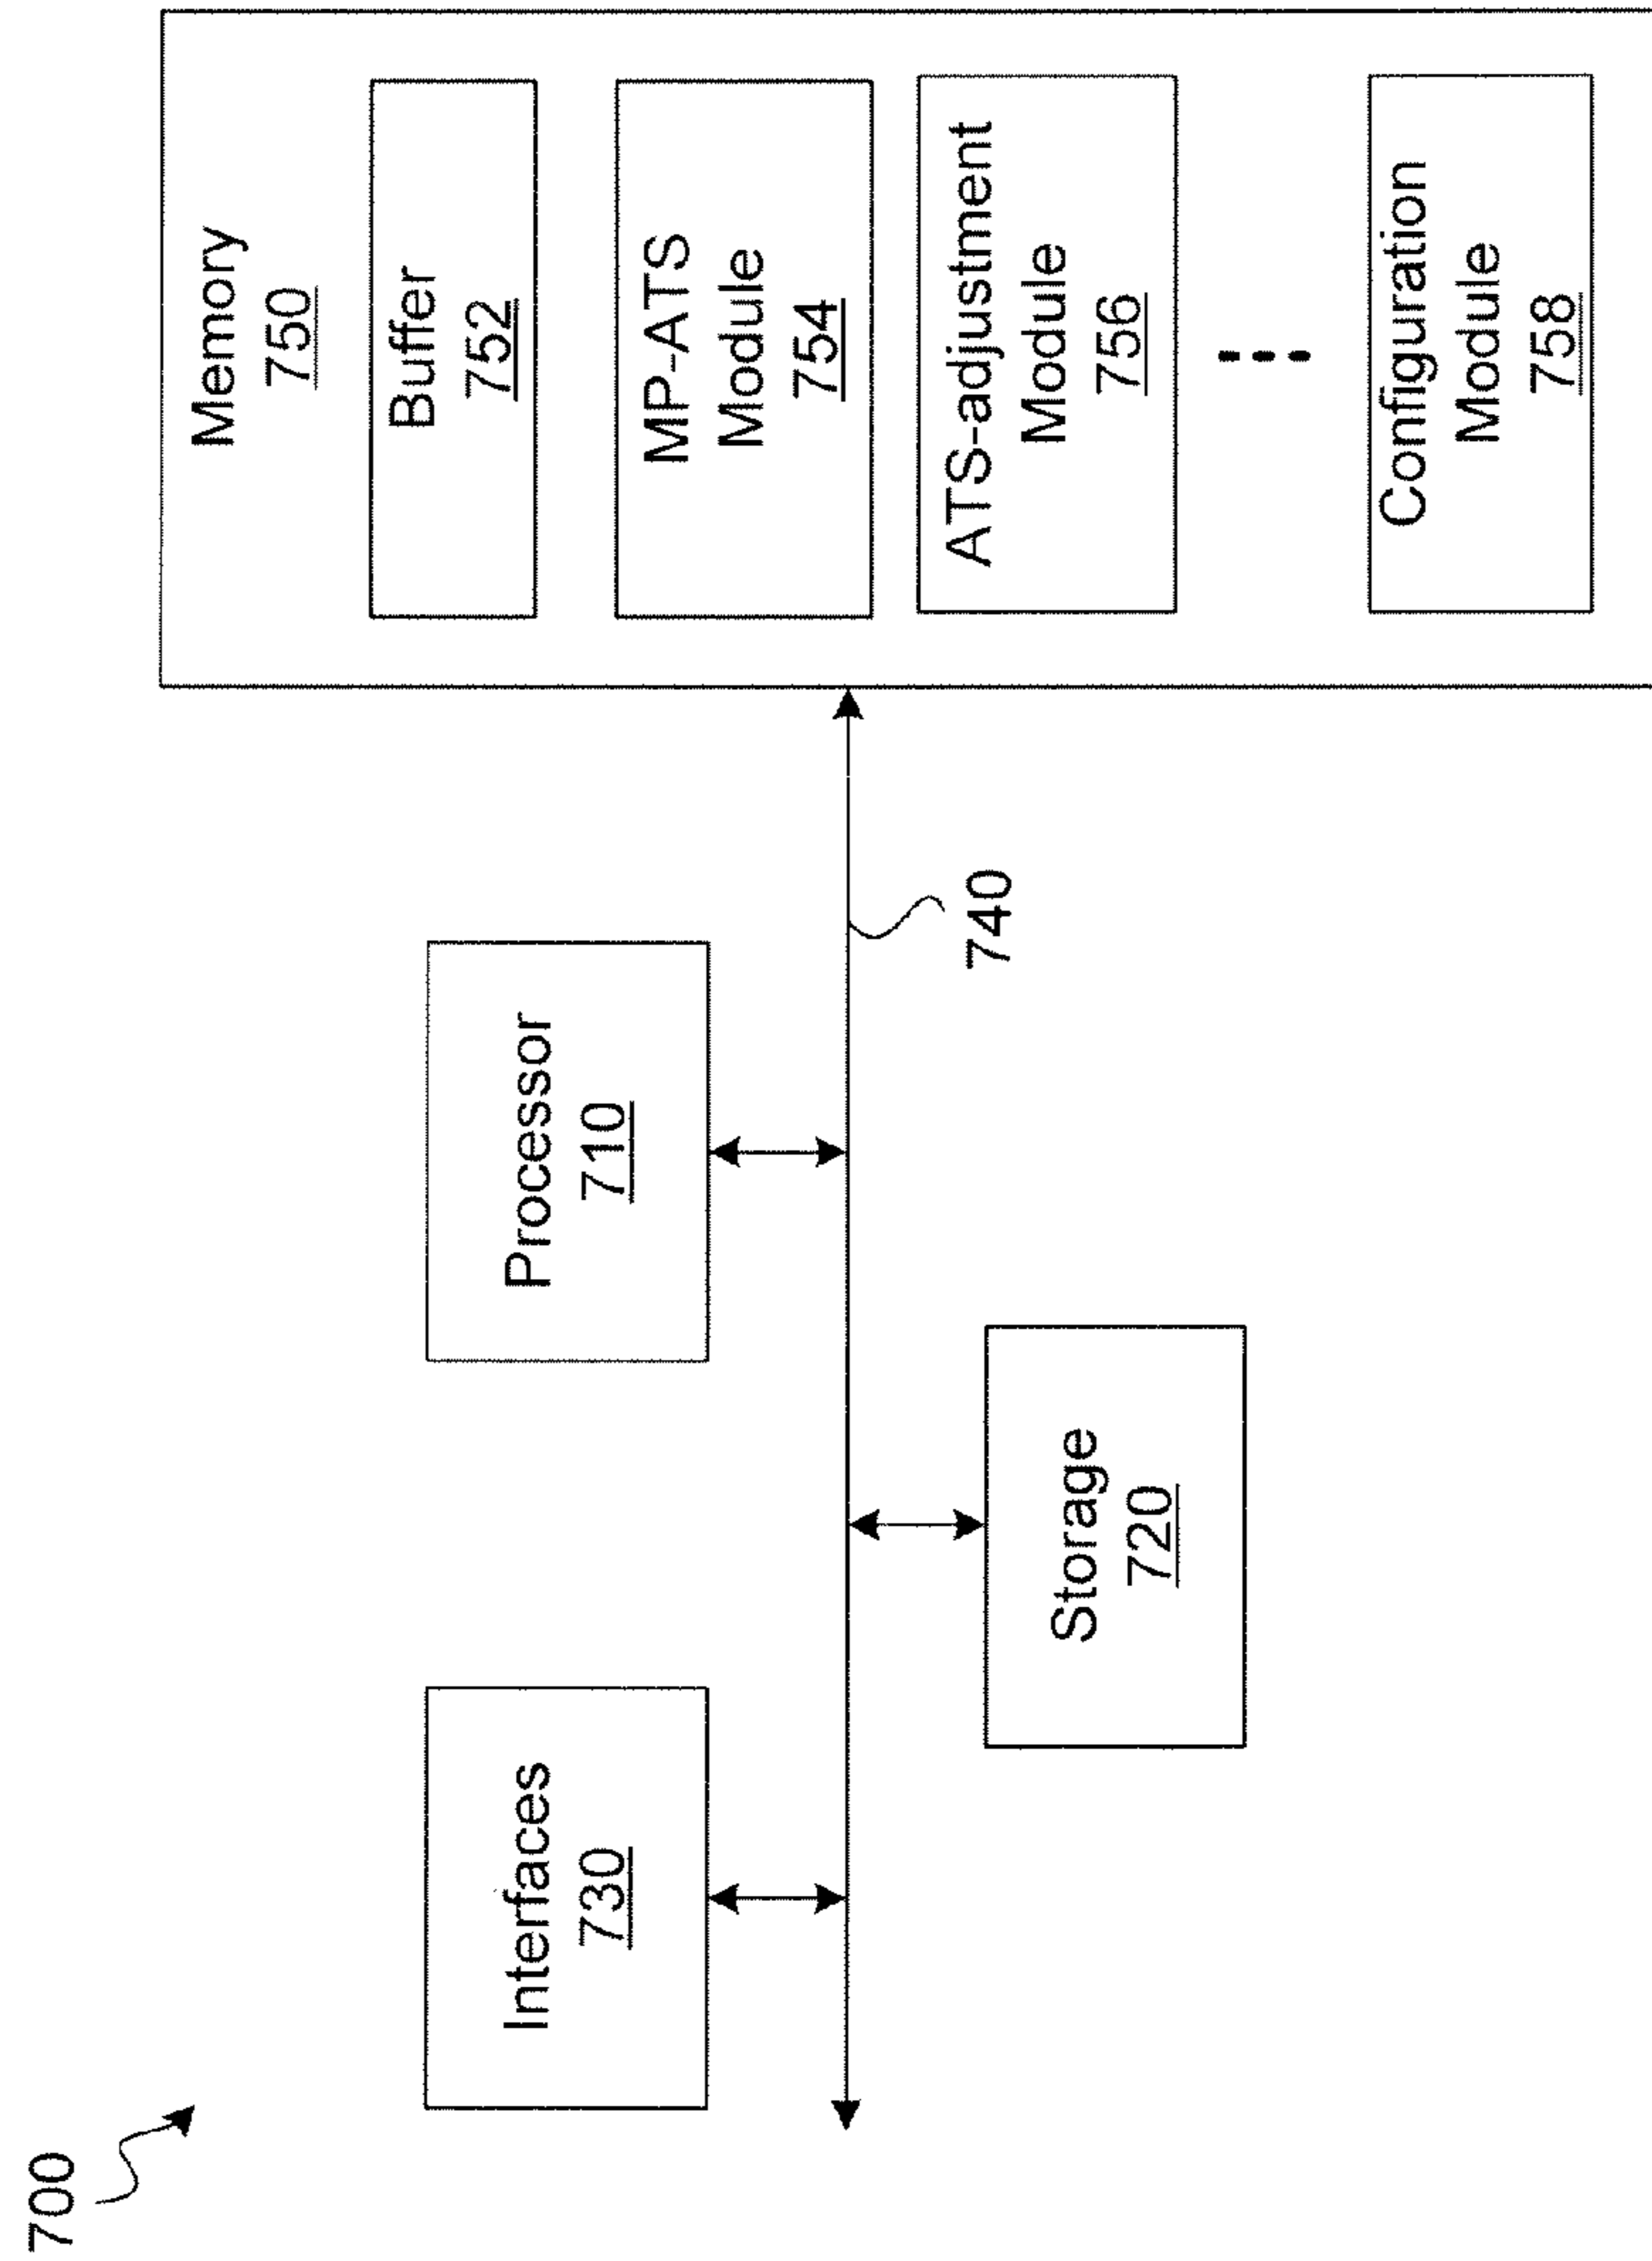 700
Interfaces
730
Processor
710
Storage
720
740
Memory
750
Buffer
752
MP-ATS
Module
754
ATS-adjustment
Module
756
Configuration
Module
758